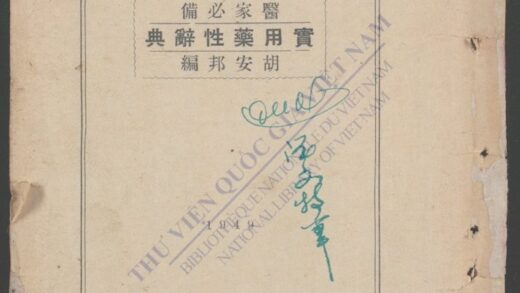 醫家必備
實用藥性辭典
胡安邦編
1949
THƯ VIỆN QUỐC GIA VIỆT NAM
BIBLIOTHÈQUE NATIONALE DU VIETNAM
NATIONAL LIBRARY OF VIETNAM